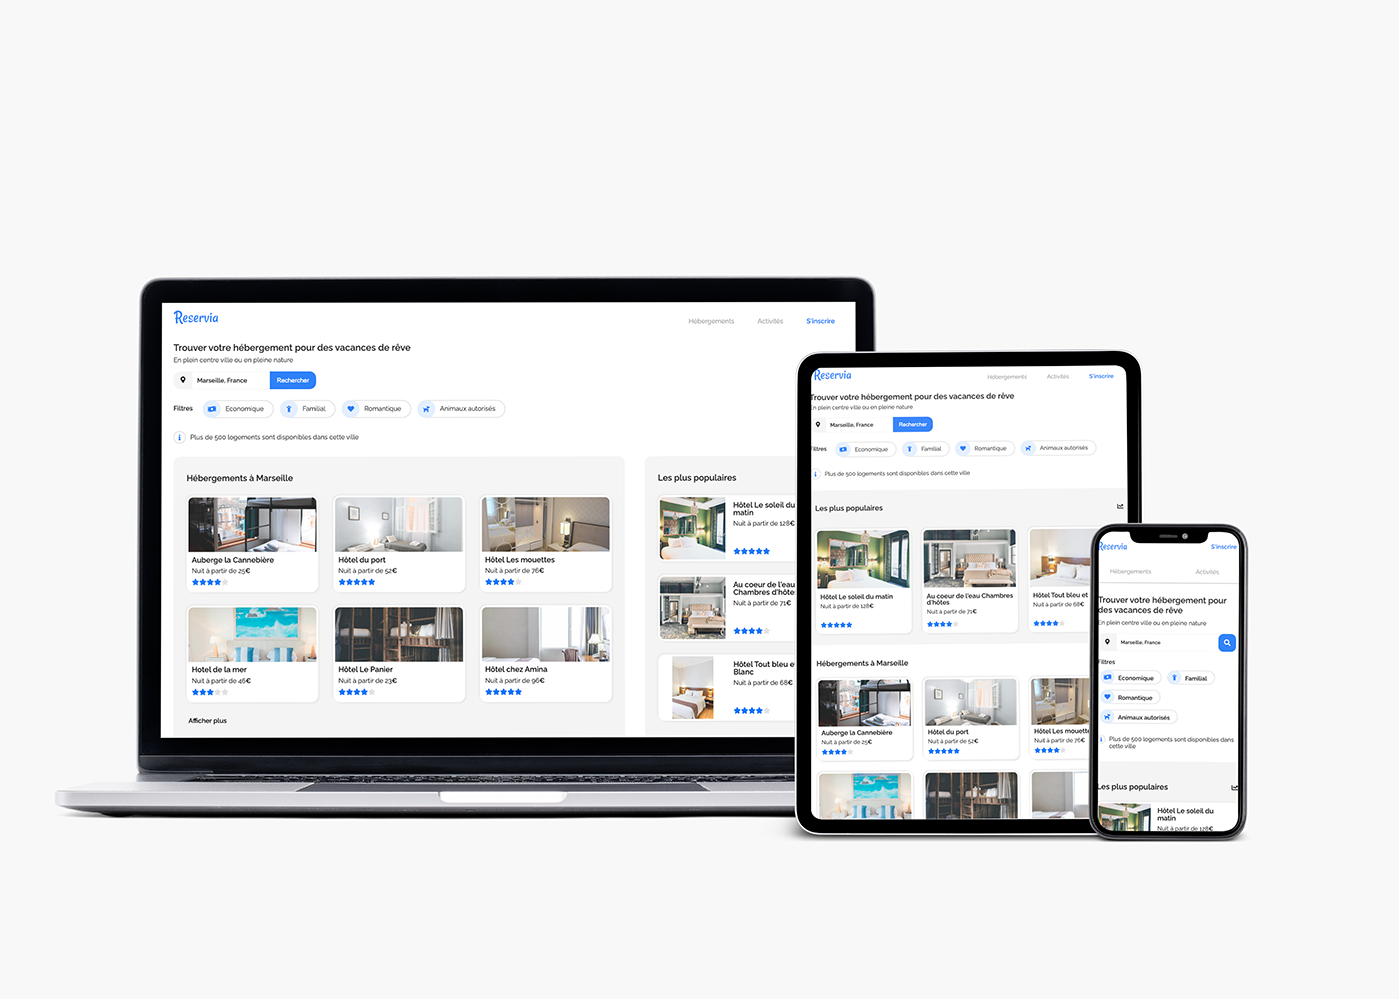 Reservia
Hébergements
Activités
S'inscrire
Trouver votre hébergement pour des vacances de rêve
En plein centre ville ou en pleine nature
Marseille, France
Rechercher
Filtres
Economique
Familial
Romantique
Animaux autorisés
Plus de 500 logements sont disponibles dans cette ville
Hébergements à Marseille
Auberge la Cannebière
Nuit à partir de 25€
Hôtel du port
Nuit à partir de 52€
Hôtel Les mouettes
Nuit à partir de 76€
Hotel de la mer
Nuit à partir de 46€
Hôtel Le Panier
Nuit à partir de 23€
Hôtel chez Amina
Nuit à partir de 96€
Afficher plus
Les plus populaires
Hôtel Le soleil du
matin
Nuit à partir de 128€
Au coeur de l'eau
Chambres d'hôtes
Nuit à partir de 71€
Hôtel Tout bleu e
Blanc
Nuit à partir de 68€
Reservia
Hébergements
Activités
S'inscrire
Trouver votre hébergement pour des vacances de rêve
En plein centre ville ou en pleine nature
Marseille, France
Rechercher
Filtres
Economique
Familial
Romantique
Animaux autorisés
Plus de 500 logements sont disponibles dans cette ville
Les plus populaires
Hôtel Le soleil du matin
Nuit à partir de 128€
Au coeur de l'eau Chambres
d'hôtes
Nuit à partir de 71€
Hôtel Tout bleu et
Nuit à partir de 68€
Hébergements à Marseille
Auberge la Cannebière
Nuit à partir de 25€
Hôtel du port
Nuit à partir de 52€
Hôtel Les mouette
Nuit à partir de 76€
Reservia
S'inscrire
Hébergements
Activités
Trouver votre hébergement pour
des vacances de rêve
En plein centre ville ou en pleine nature
Marseille, France
Filtres
Economique
Familial
Romantique
Animaux autorisés
Plus de 500 logements sont disponibles dans
cette ville
Les plus populaires
Hôtel Le soleil du
matin
Nuit à partir de 128€